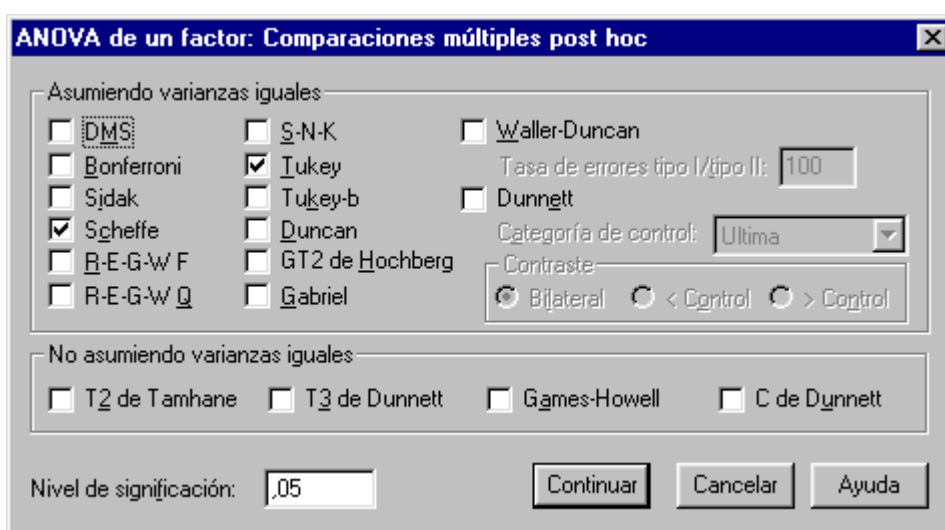 ANOVA de un factor: Comparaciones múltiples post hoc
Asumiendo varianzas iguales
DMS S-N-K Waller-Duncan
Bonferroni Tukey Tasa de errores tipo I/tipo II: 100
Sidak Tukey-b Dunnett
Scheffe Duncan Categoría de control: Ultima
R-E-G-W F GT2 de Hochberg Contraste
R-E-G-W Q Gabriel Bilateral < Control > Control
No asumiendo varianzas iguales
T2 de Tamhane T3 de Dunnett Games-Howell C de Dunnett
Nivel de significación: ,05 Continuar Cancelar Ayuda